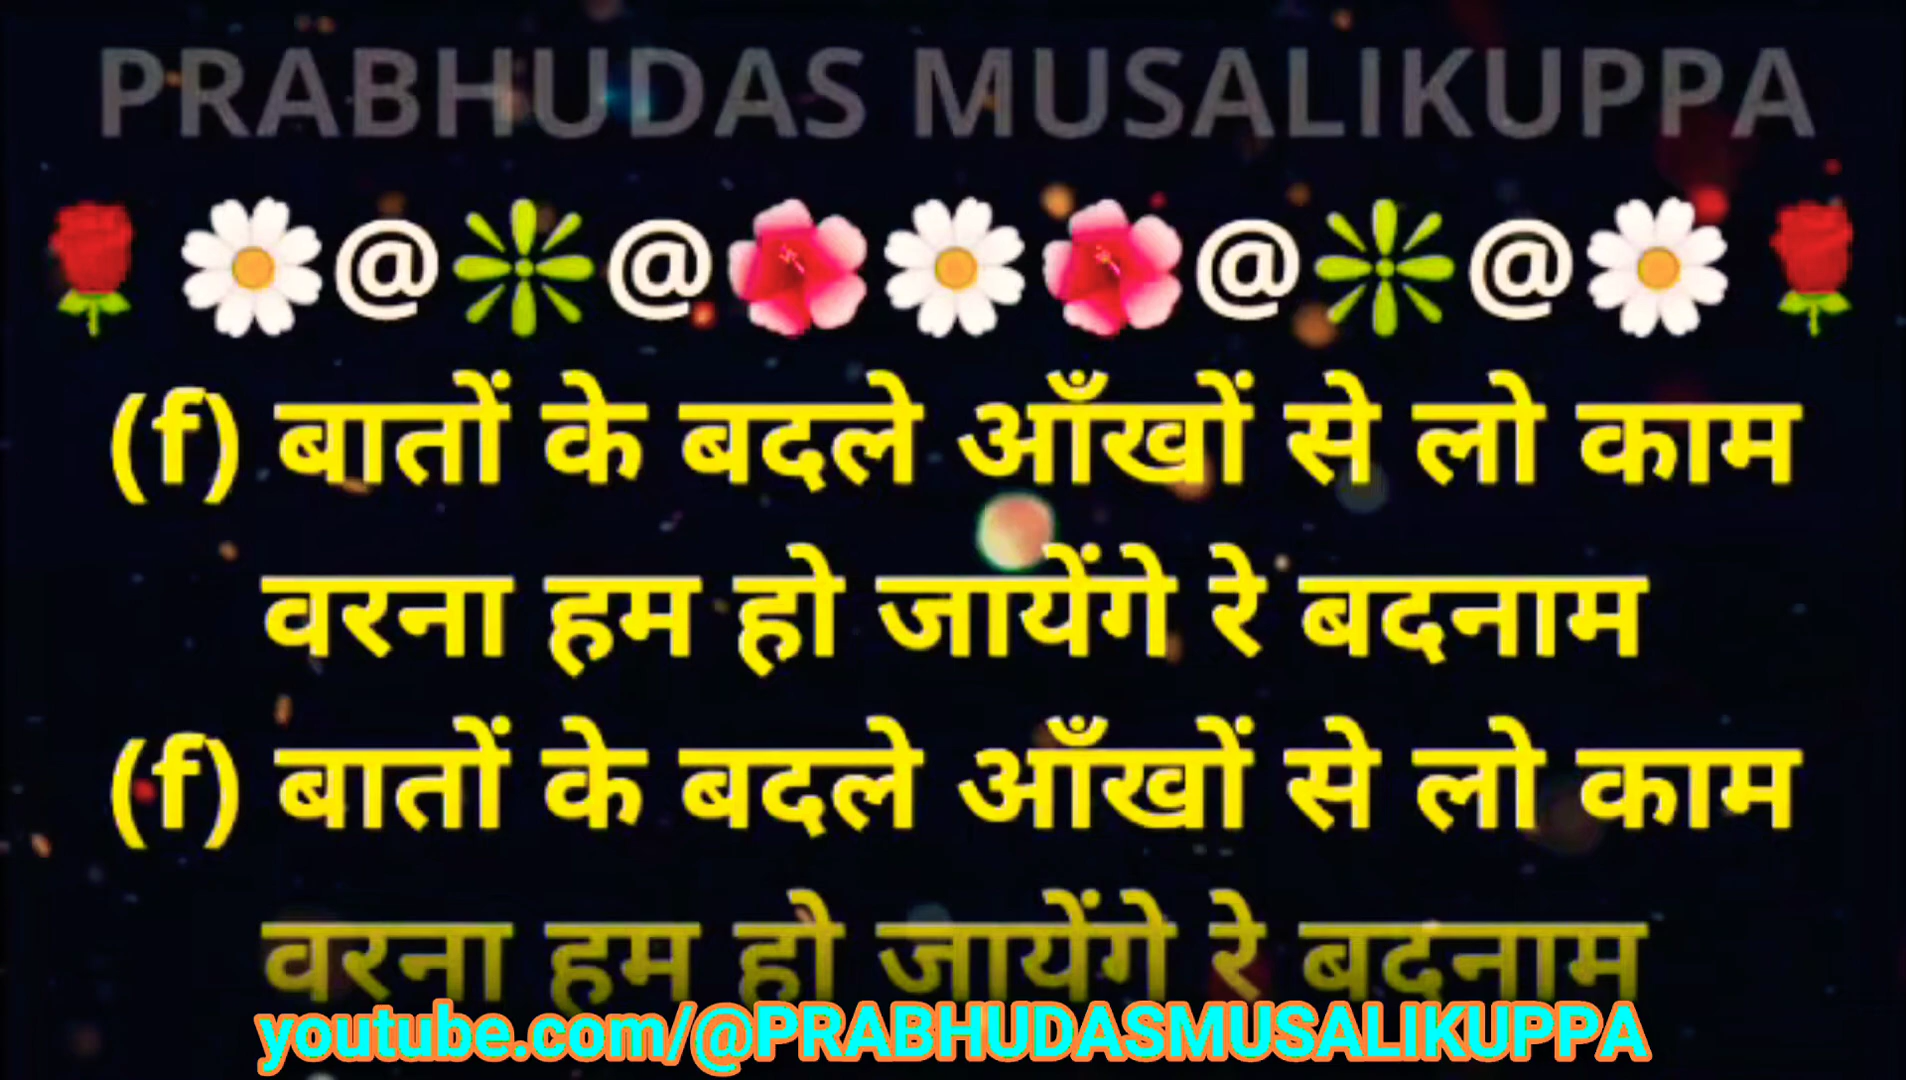 PRABHUDAS MUSALIKUPPA
🌹🌼@❇@🌺🌼🌺@❇@🌼🌹
(f) बातों के बदले आँखों से लो काम
वरना हम हो जायेंगे रे बदनाम
(f) बातों के बदले आँखों से लो काम
वरना हम हो जायेंगे रे बदनाम
youtube.com/@PRABHUDASMUSALIKUPPA